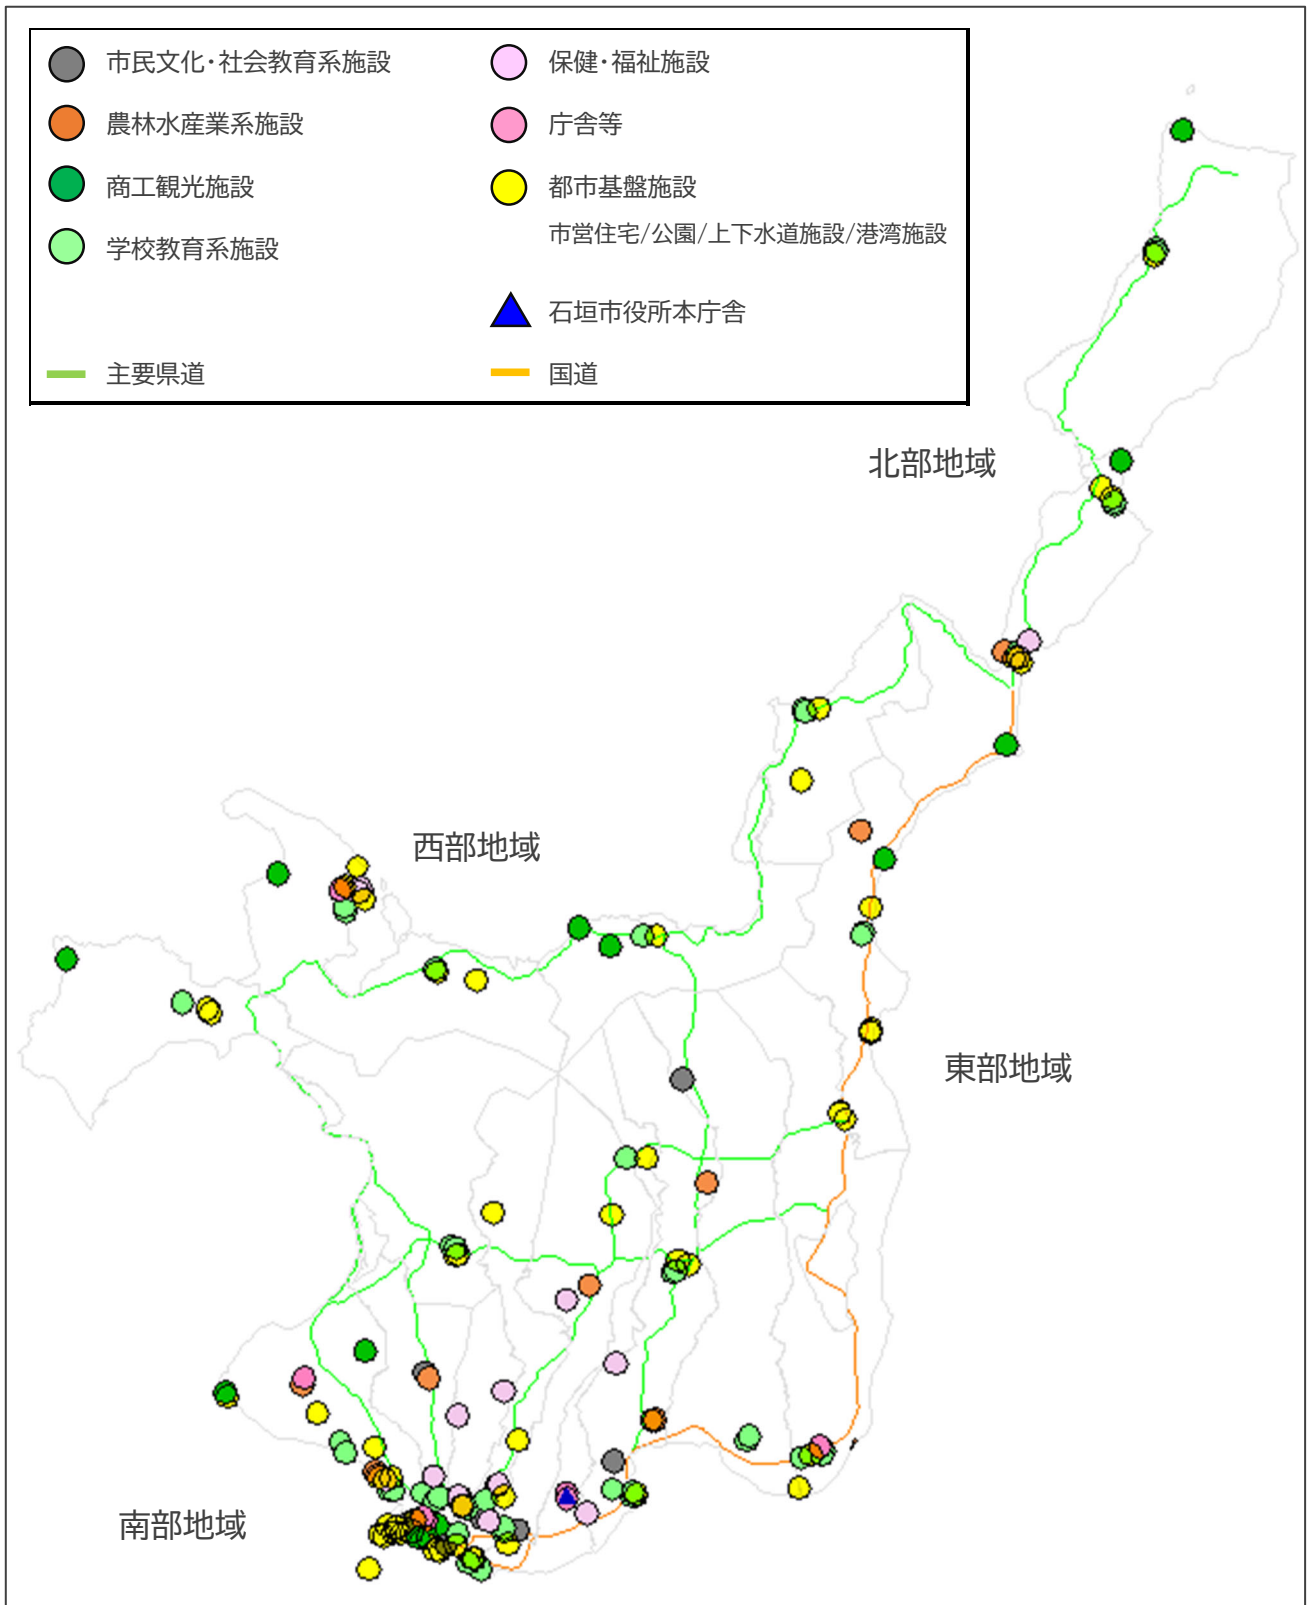 市民文化・社会教育系施設
保健・福祉施設
農林水産業系施設
庁舎等
商工観光施設
都市基盤施設
市営住宅/公園/上下水道施設/港湾施設
学校教育系施設
石垣市役所本庁舎
主要県道
国道
北部地域
西部地域
東部地域
南部地域